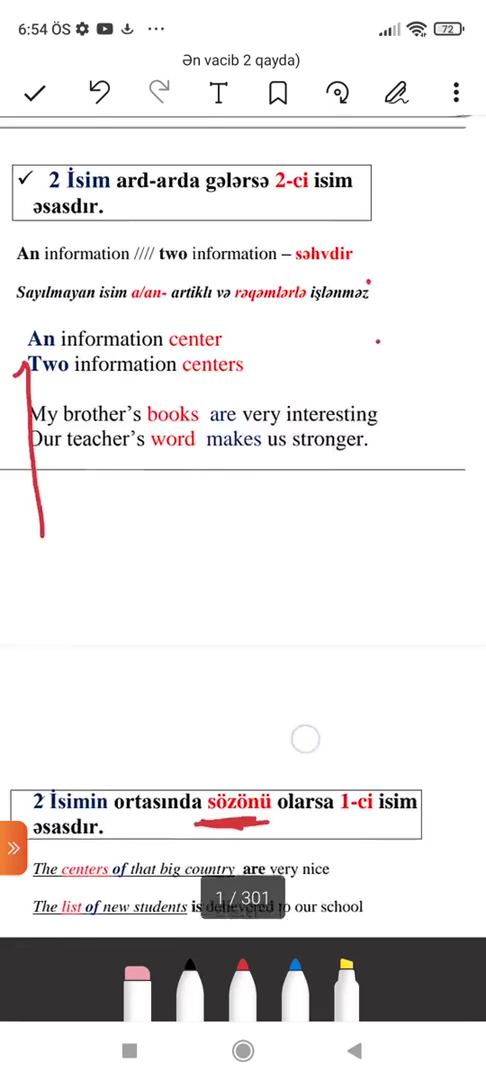 6:54 ÖS
72
Ən vacib 2 qayda)
✓ 2 İsim ard-arda gələrsə 2-ci isim
əsasdır.
An information //// two information – səhvdir
Sayılmayan isim a/an- artiklı və rəqəmlərlə işlənməz
An information center
Two information centers
My brother's books are very interesting
Our teacher's word makes us stronger.
2 İsimin ortasında sözönü olarsa 1-ci isim
əsasdır.
The centers of that big country are very nice
The list of new students is to our school
1 / 301